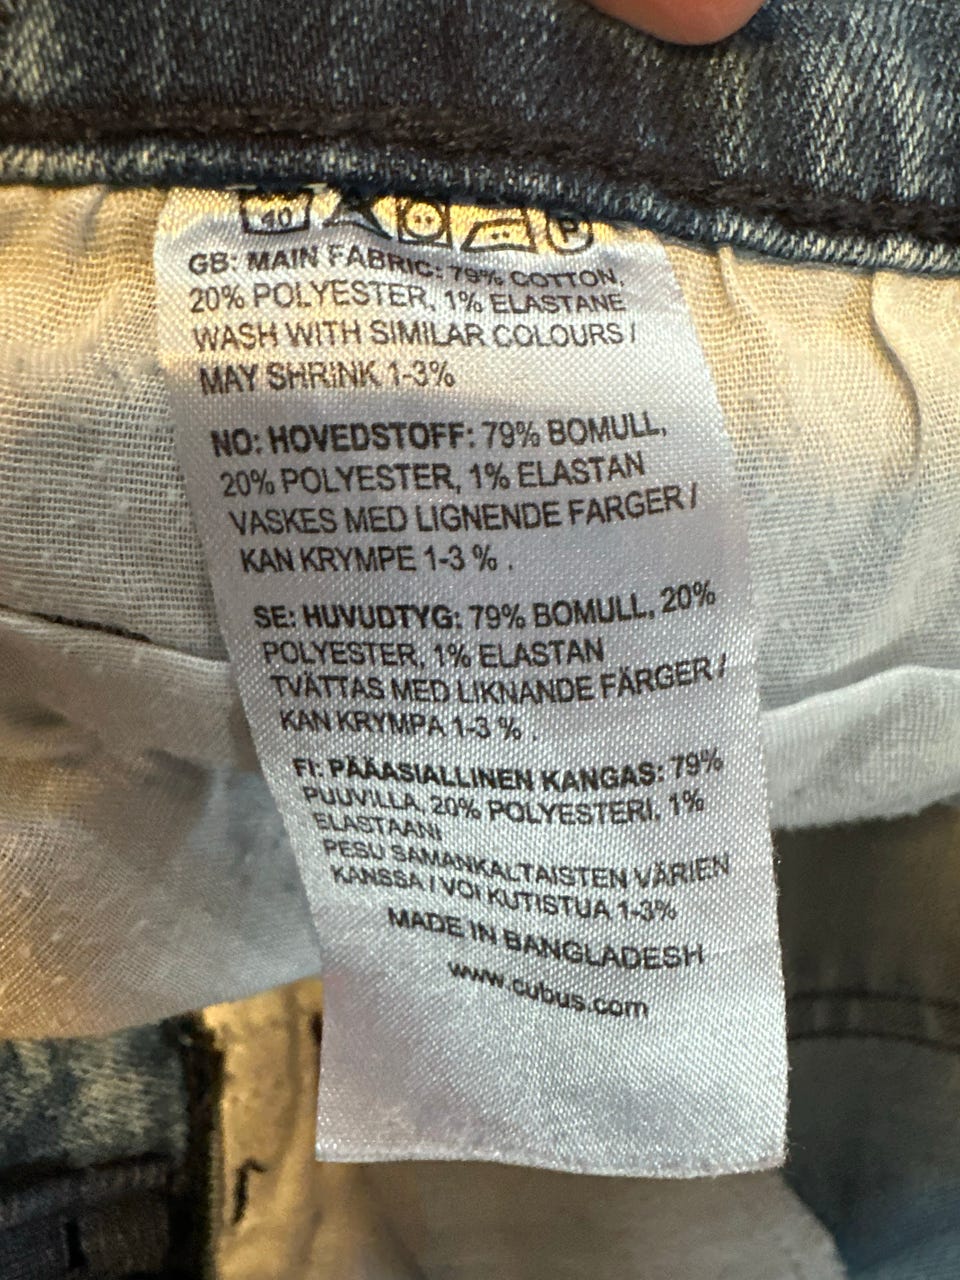 40
P
GB: MAIN FABRIC: 79% COTTON,
20% POLYESTER, 1% ELASTANE
WASH WITH SIMILAR COLOURS /
MAY SHRINK 1-3%
NO: HOVEDSTOFF: 79% BOMULL,
20% POLYESTER, 1% ELASTAN
VASKES MED LIGNENDE FARGER /
KAN KRYMPE 1-3 % .
SE: HUVUDTYG: 79% BOMULL, 20%
POLYESTER, 1% ELASTAN
TVÄTTAS MED LIKNANDE FÄRGER /
KAN KRYMPA 1-3 % .
FI: PÄÄASIALLINEN KANGAS: 79%
PUUVILLA, 20% POLYESTERI, 1%
ELASTAANI
PESU SAMANKALTAISTEN VÄRIEN
KANSSA / VOI KUTISTUA 1-3%
MADE IN BANGLADESH
www.cubus.com